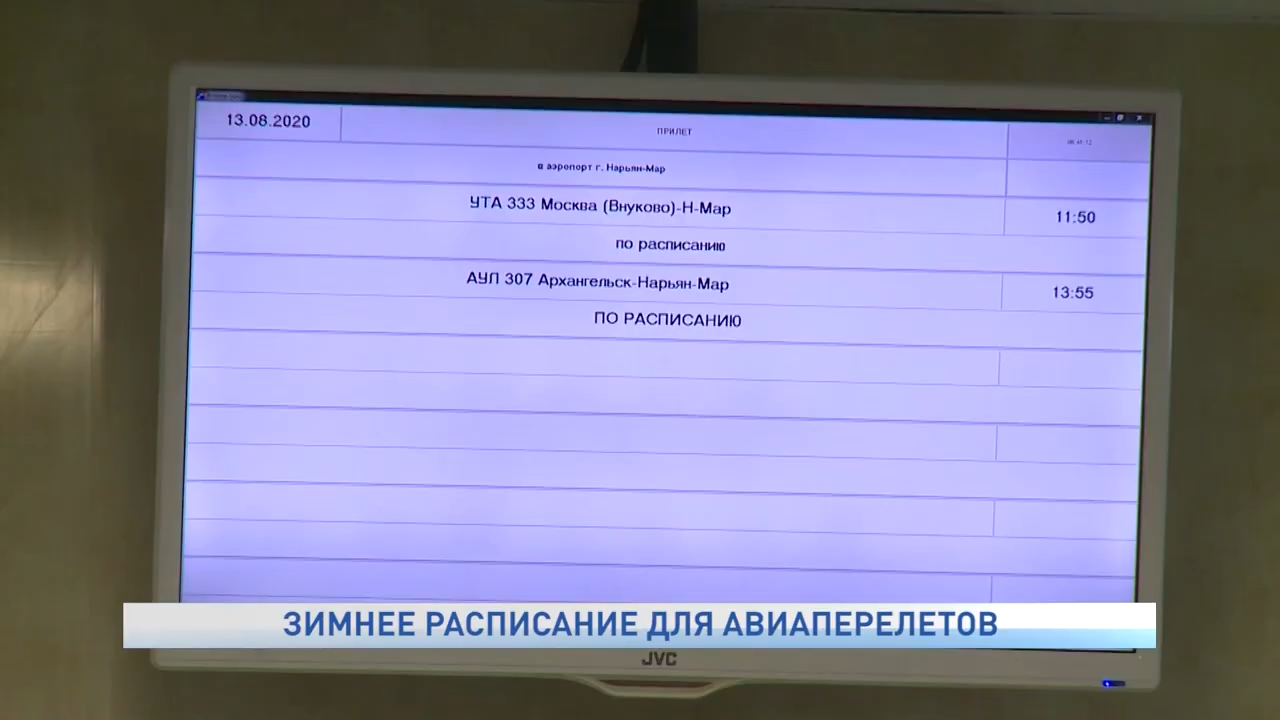 13.08.2020
ПРИЛЕТ
в аэропорт г. Нарьян-Мар
УТА 333 Москва (Внуково)-Н-Мар
11:50
по расписанию
АУЛ 307 Архангельск-Нарьян-Мар
13:55
ПО РАСПИСАНИЮ
ЗИМНЕЕ РАСПИСАНИЕ ДЛЯ АВИАПЕРЕЛЕТОВ
JVC